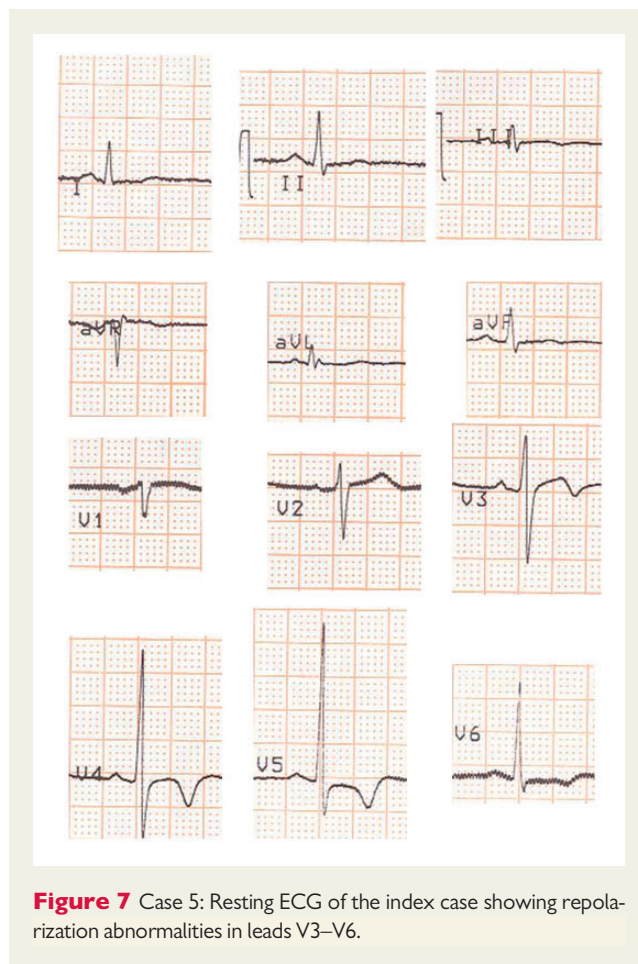 I
II
III
aVR
aVL
aVF
V1
V2
V3
V4
V5
V6
Figure 7 Case 5: Resting ECG of the index case showing repola-
rization abnormalities in leads V3–V6.